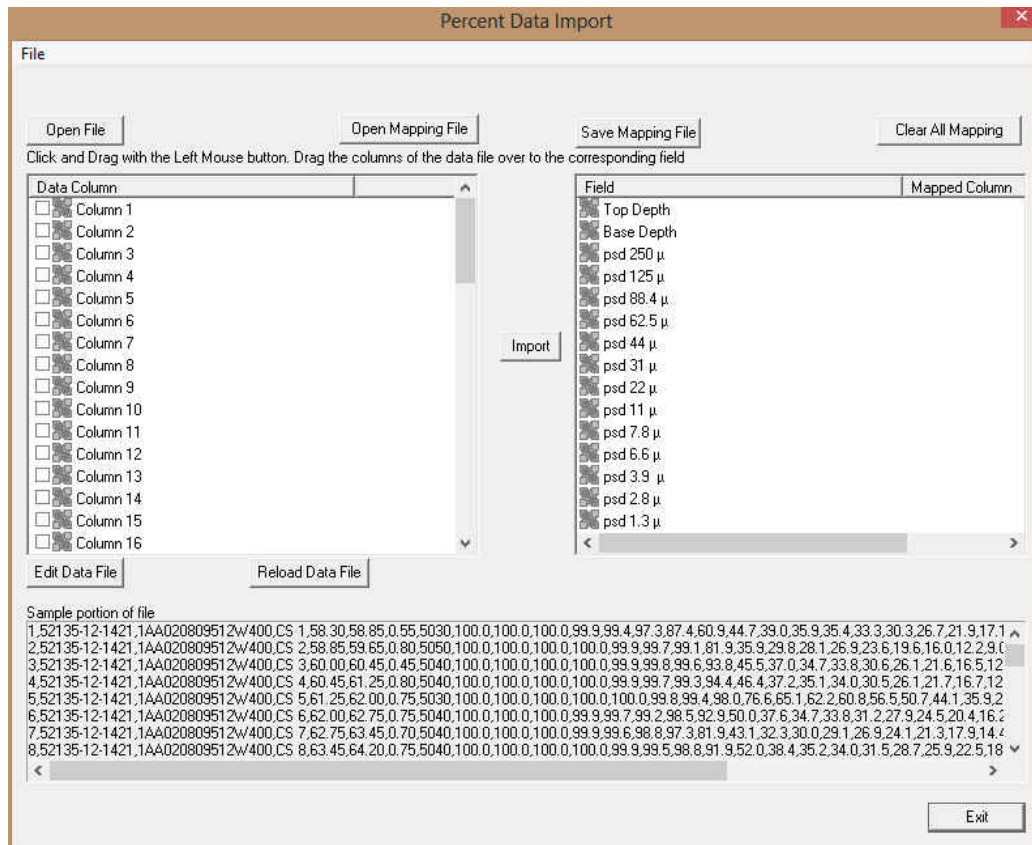 Percent Data Import
File
Open File
Open Mapping File
Save Mapping File
Clear All Mapping
Click and Drag with the Left Mouse button. Drag the columns of the data file over to the corresponding field
Data Column
Column 1
Column 2
Column 3
Column 4
Column 5
Column 6
Column 7
Column 8
Column 9
Column 10
Column 11
Column 12
Column 13
Column 14
Column 15
Column 16
Import
Field Mapped Column
Top Depth
Base Depth
psd 250 µ
psd 125 µ
psd 88.4 µ
psd 62.5 µ
psd 44 µ
psd 31 µ
psd 22 µ
psd 11 µ
psd 7.8 µ
psd 6.6 µ
psd 3.9 µ
psd 2.8 µ
psd 1.3 µ
Edit Data File
Reload Data File
Sample portion of file
1,52135-12-1421,1AA020809512W400,CS 1,58.30,58.85,0.55,5030,100.0,100.0,100.0,99.9,99.4,97.3,87.4,60.9,44.7,39.0,35.9,35.4,33.3,30.3,26.7,21.9,17.1
2,52135-12-1421,1AA020809512W400,CS 2,58.85,59.65,0.80,5050,100.0,100.0,100.0,99.9,99.7,99.1,81.9,35.9,29.8,28.1,26.9,23.6,19.6,16.0,12.2,9.0
3,52135-12-1421,1AA020809512W400,CS 3,60.00,60.45,0.45,5040,100.0,100.0,100.0,99.9,99.8,99.6,93.8,45.5,37.0,34.7,33.8,30.6,26.1,21.6,16.5,12
4,52135-12-1421,1AA020809512W400,CS 4,60.45,61.25,0.80,5040,100.0,100.0,100.0,99.9,99.7,99.3,94.4,46.4,37.2,35.1,34.0,30.5,26.1,21.7,16.7,12
5,52135-12-1421,1AA020809512W400,CS 5,61.25,62.00,0.75,5030,100.0,100.0,100.0,100.0,99.8,99.4,98.0,76.6,65.1,62.2,60.8,56.5,50.7,44.1,35.9,2
6,52135-12-1421,1AA020809512W400,CS 6,62.00,62.75,0.75,5040,100.0,100.0,100.0,99.9,99.7,99.2,98.5,92.9,50.0,37.6,34.7,33.8,31.2,27.9,24.5,20.4,16.2
7,52135-12-1421,1AA020809512W400,CS 7,62.75,63.45,0.70,5040,100.0,100.0,100.0,99.9,99.6,98.8,97.3,81.9,43.1,32.3,30.0,29.1,26.9,24.1,21.3,17.9,14.4
8,52135-12-1421,1AA020809512W400,CS 8,63.45,64.20,0.75,5040,100.0,100.0,100.0,100.0,99.9,99.5,98.8,91.9,52.0,38.4,35.2,34.0,31.5,28.7,25.9,22.5,18
Exit